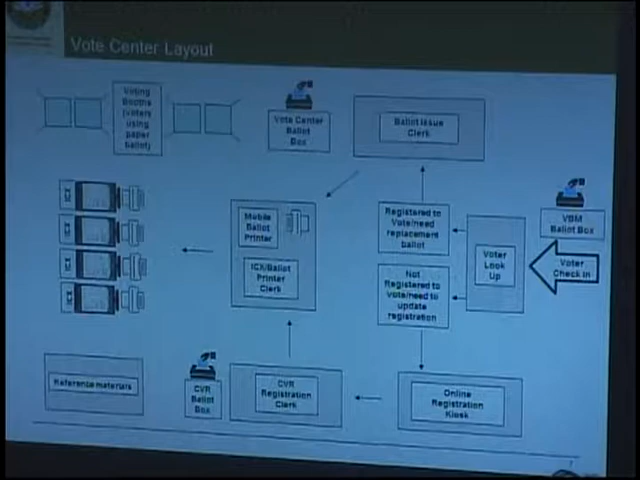 Vote Center Layout
Voting
Booths
(voters
using
paper
ballot)
Vote Center
Ballot
Box
Ballot Issue
Clerk
Mobile
Ballot
Printer
ICX/Ballot
Printer
Clerk
Registered to
Vote/need
replacement
ballot
Not
Registered to
Vote/need to
update
registration
Voter
Look
Up
VBM
Ballot Box
Voter
Check In
Reference materials
CVR
Ballot
Box
CVR
Registration
Clerk
Online
Registration
Kiosk